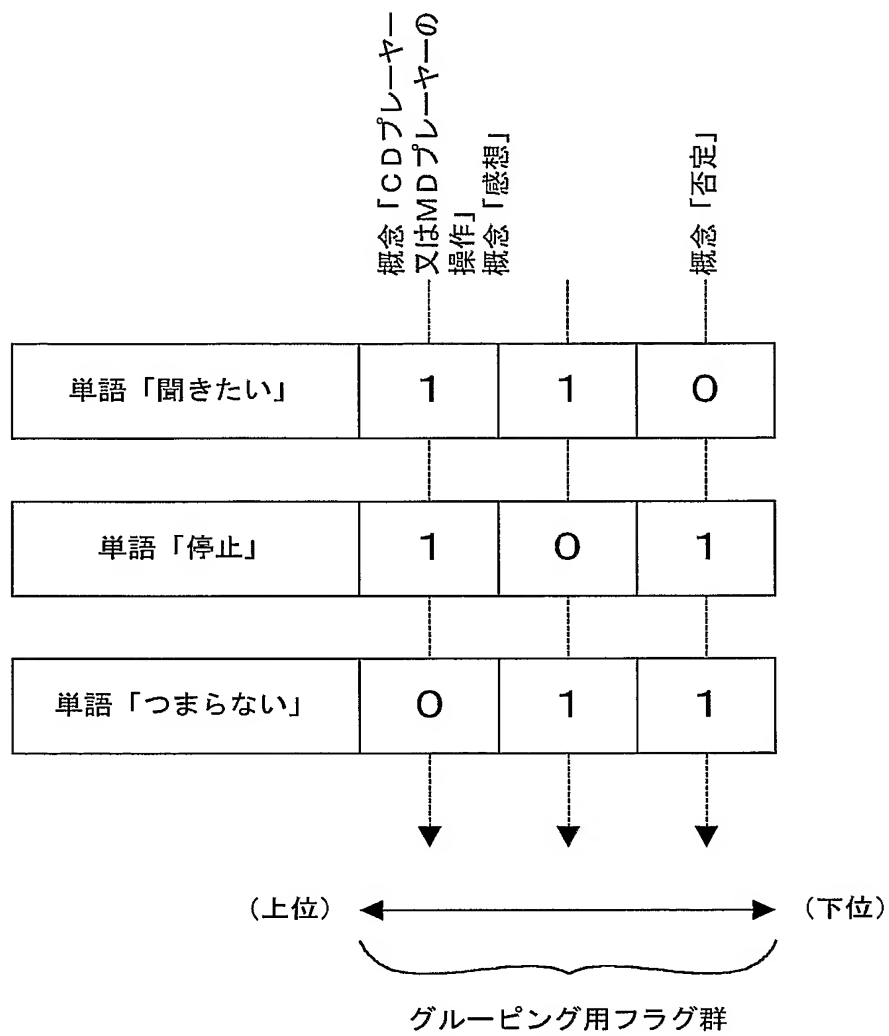 概念「CDプレーヤー
又はMDプレーヤーの
操作」
概念「感想」
概念「否定」
単語「聞きたい」 1 1 0
単語「停止」 1 0 1
単語「つまらない」 0 1 1
(上位) (下位)
グルーピング用フラグ群